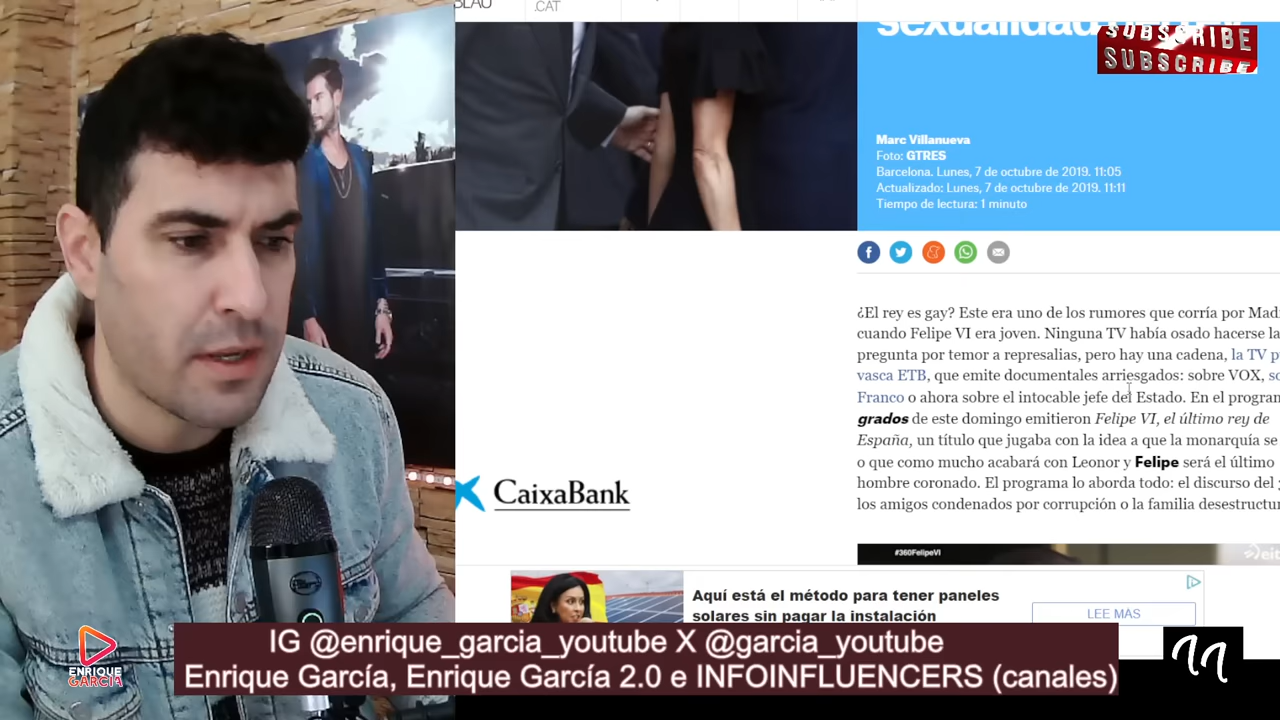 BLAU
.CAT
sexualidad
SUBSCRIBE
SUBSCRIBE
Marc Villanueva
Foto: GTRES
Barcelona. Lunes, 7 de octubre de 2019. 11:05
Actualizado: Lunes, 7 de octubre de 2019. 11:11
Tiempo de lectura: 1 minuto
¿El rey es gay? Este era uno de los rumores que corría por
cuando Felipe VI era joven. Ninguna TV había osado hacerse la
pregunta por temor a represalias, pero hay una cadena, la TV
vasca ETB, que emite documentales arriesgados: sobre VOX,
Franco o ahora sobre el intocable jefe del Estado. En el
grados de este domingo emitieron Felipe VI, el último rey de
España, un título que jugaba con la idea a que la monarquía se
o que como mucho acabará con Leonor y Felipe será el último
hombre coronado. El programa lo aborda todo: el discurso del
los amigos condenados por corrupción o la familia
CaixaBank
#360FelipeVI
eit
Aquí está el método para tener paneles
solares sin pagar la instalación
LEE MAS
IG @enrique_garcia_youtube X @garcia_youtube
Enrique García, Enrique García 2.0 e INFOINFLUENCERS (canales)
ENRIQUE
GARCÍA